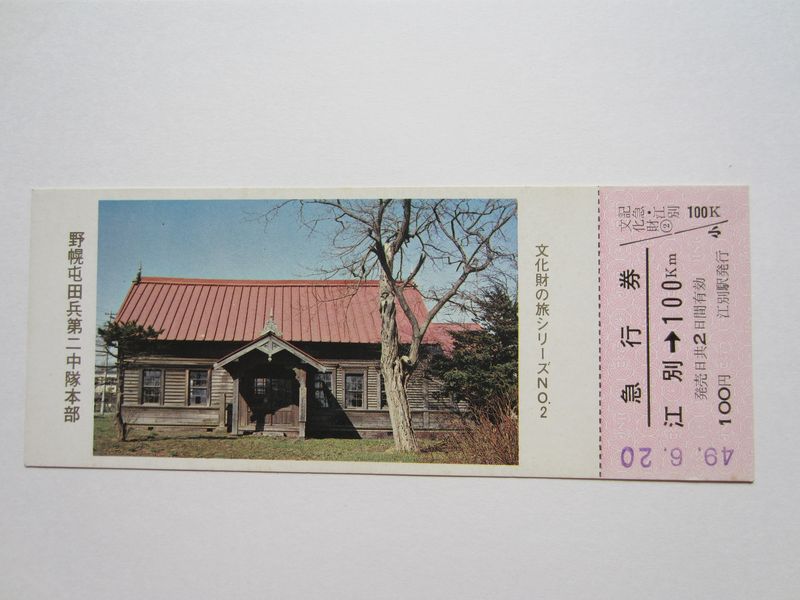 野幌屯田兵第二中隊本部
文化財の旅シリーズNO.2
記急・江
文化財②別
100K
小
急行券
江別→100Km
発売日共2日間有効
江別駅発行
100円
49.6.20